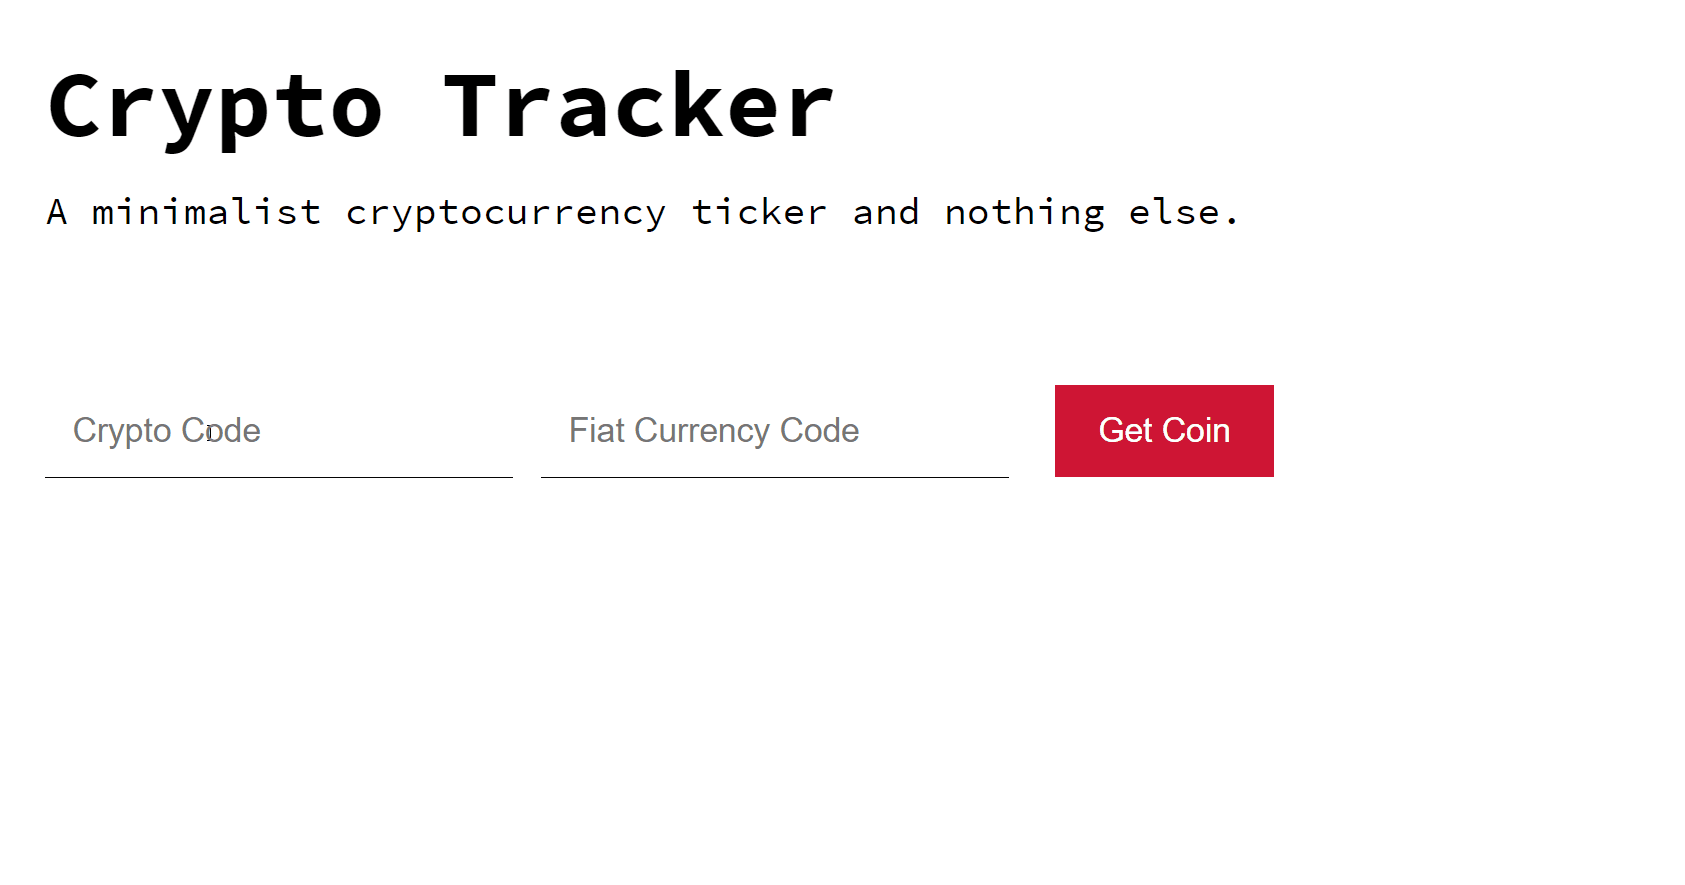 Crypto Tracker
A minimalist cryptocurrency ticker and nothing else.
Crypto Code
Fiat Currency Code
Get Coin